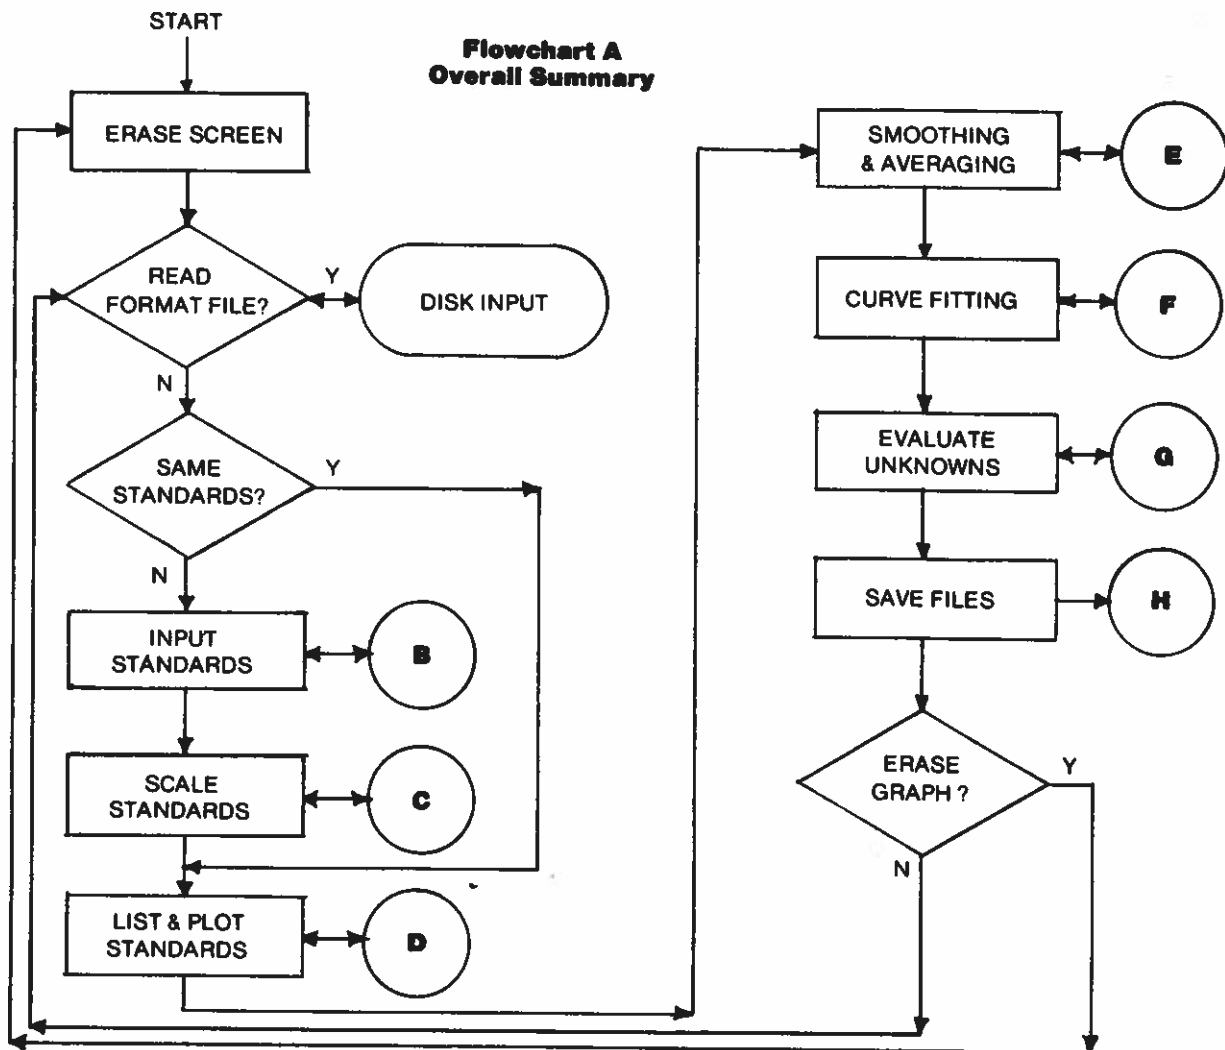 START
Flowchart A
Overall Summary
ERASE SCREEN
READ
FORMAT FILE?
Y
DISK INPUT
N
SAME
STANDARDS?
Y
N
INPUT
STANDARDS
B
SCALE
STANDARDS
C
LIST & PLOT
STANDARDS
D
SMOOTHING
& AVERAGING
E
CURVE FITTING
F
EVALUATE
UNKNOWNS
G
SAVE FILES
H
ERASE
GRAPH ?
Y
N